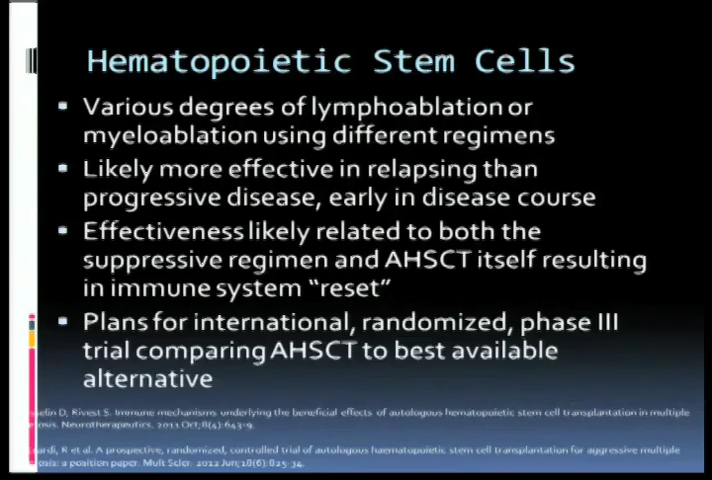 Hematopoietic Stem Cells
Various degrees of lymphoablation or
myeloablation using different regimens
Likely more effective in relapsing than
progressive disease, early in disease course
Effectiveness likely related to both the
suppressive regimen and AHSCT itself resulting
in immune system “reset”
Plans for international, randomized, phase III
trial comparing AHSCT to best available
alternative
D, Rivest S. Immune mechanisms underlying the beneficial effects of autologous hematopoietic stem cell transplantation in multiple
Neurotherapeutics. 2011 Oct;8(4):643-9.
R et al. A prospective, randomized, controlled trial of autologous haematopoietic stem cell transplantation for aggressive multiple
a position paper. Mult Scler. 2012 Jun;18(6):825-34.